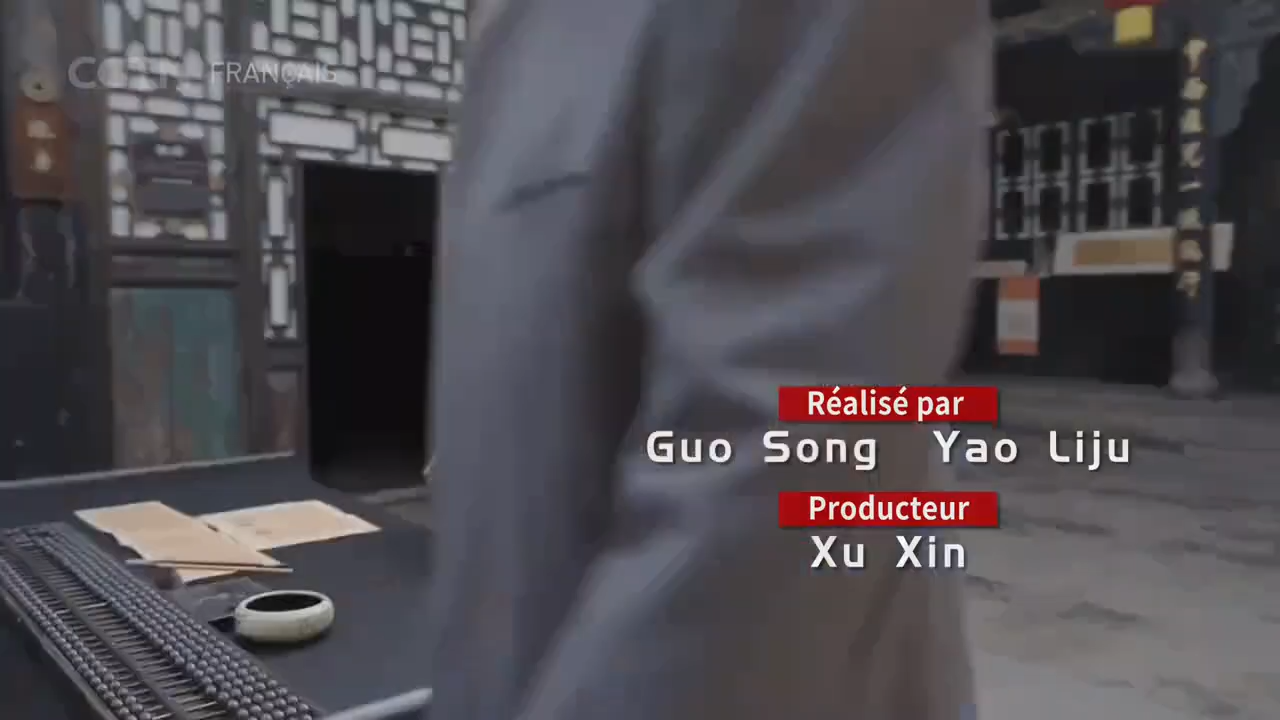 CGTN FRANÇAIS
Réalisé par
Guo Song Yao Liju
Producteur
Xu Xin